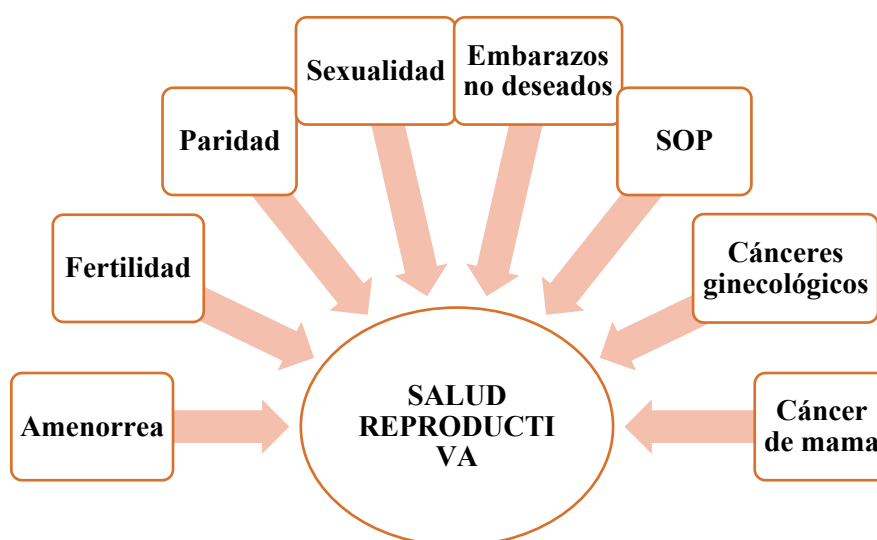 Amenorrea
Fertilidad
Paridad
Sexualidad
Embarazos
no deseados
SOP
Cánceres
ginecológicos
Cáncer
de mama
SALUD
REPRODUCTI
VA